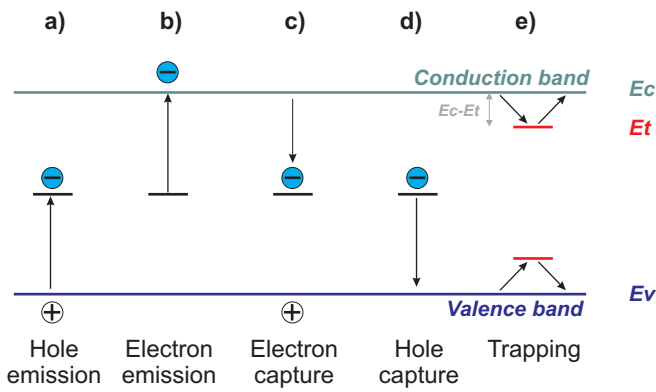 a) b) c) d) e)
Conduction band Ec
Ec-Et Et
Valence band Ev
Hole emission
Electron emission
Electron capture
Hole capture
Trapping